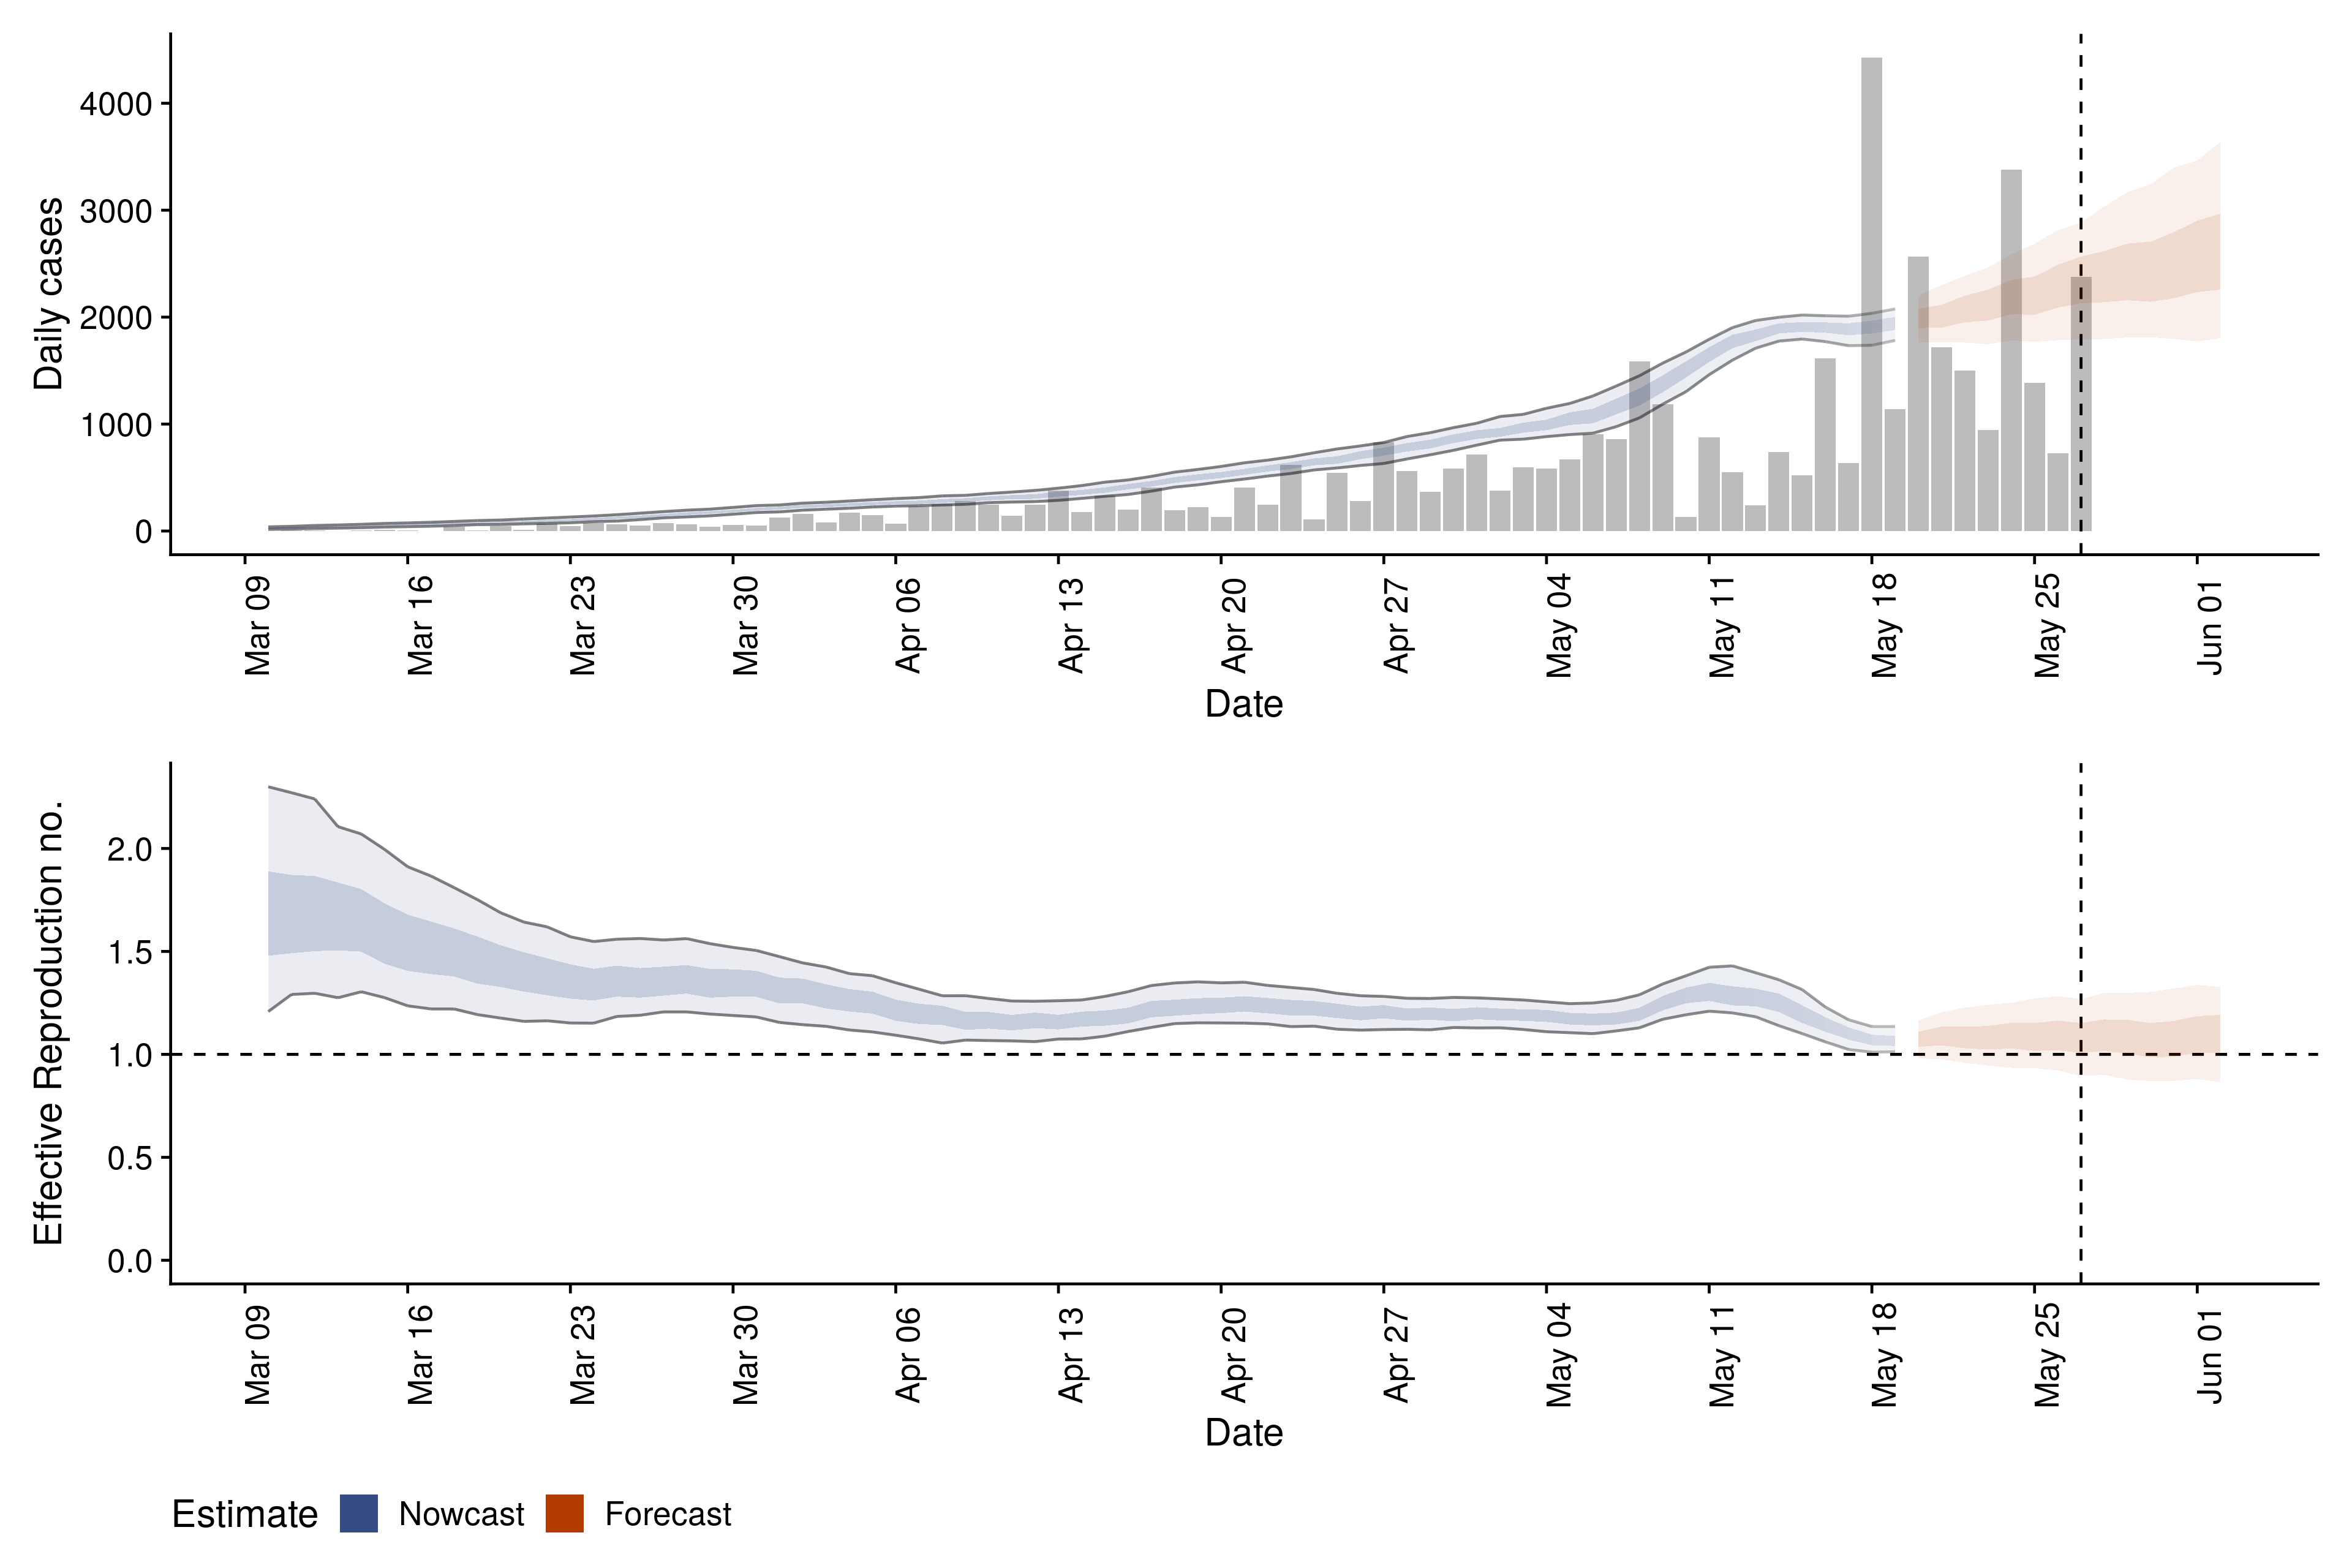 Daily cases
4000
3000
2000
1000
0
Mar 09
Mar 16
Mar 23
Mar 30
Apr 06
Apr 13
Apr 20
Apr 27
May 04
May 11
May 18
May 25
Jun 01
Date
Effective Reproduction no.
2.0
1.5
1.0
0.5
0.0
Mar 09
Mar 16
Mar 23
Mar 30
Apr 06
Apr 13
Apr 20
Apr 27
May 04
May 11
May 18
May 25
Jun 01
Date
Estimate Nowcast Forecast